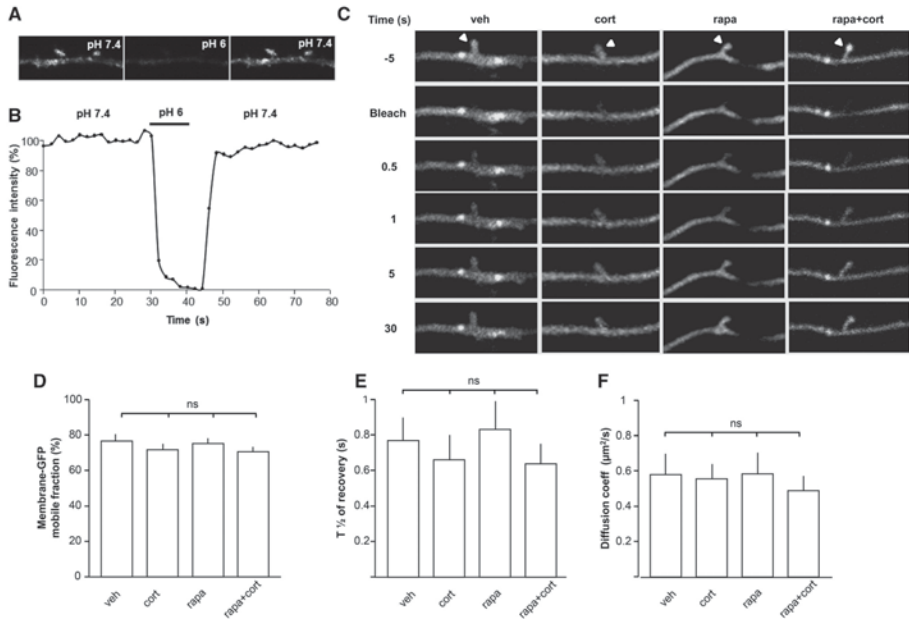 A
pH 7.4 pH 6 pH 7.4
B
pH 7.4 pH 6 pH 7.4
Fluorescence intensity (%)
100
80
60
40
20
0
0 10 20 30 40 50 60 70 80
Time (s)
C
Time (s) veh cort rapa rapa+cort
-5
Bleach
0.5
1
5
30
D
ns
Membrane-GFP
mobile fraction (%)
100
80
60
40
20
0
veh cort rapa rapa+cort
E
ns
T ½ of recovery (s)
1
0.8
0.6
0.4
0.2
veh cort rapa rapa+cort
F
ns
Diffusion coeff (µm²/s)
1
0.8
0.6
0.4
0.2
veh cort rapa rapa+cort